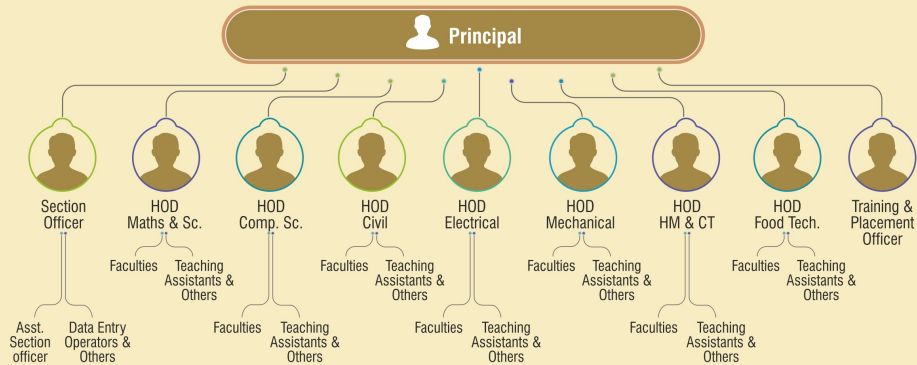 Principal
Section
Officer
HOD
Maths & Sc.
HOD
Comp. Sc.
HOD
Civil
HOD
Electrical
HOD
Mechanical
HOD
HM & CT
HOD
Food Tech.
Training &
Placement
Officer
Faculties
Teaching
Assistants &
Others
Faculties
Teaching
Assistants &
Others
Faculties
Teaching
Assistants &
Others
Faculties
Teaching
Assistants &
Others
Asst.
Section
officer
Data Entry
Operators &
Others
Faculties
Teaching
Assistants &
Others
Faculties
Teaching
Assistants &
Others
Faculties
Teaching
Assistants &
Others